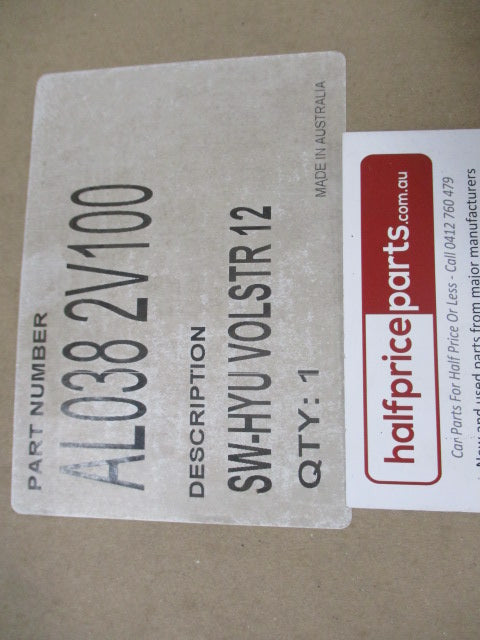 PART NUMBER
AL038 2V100
DESCRIPTION
SW-HYU VOLSTR 12
QTY: 1
MADE IN AUSTRALIA
halfpriceparts.com.au
Car Parts For Half Price Or Less - Call 0412 760 479
New and used parts from major manufacturers